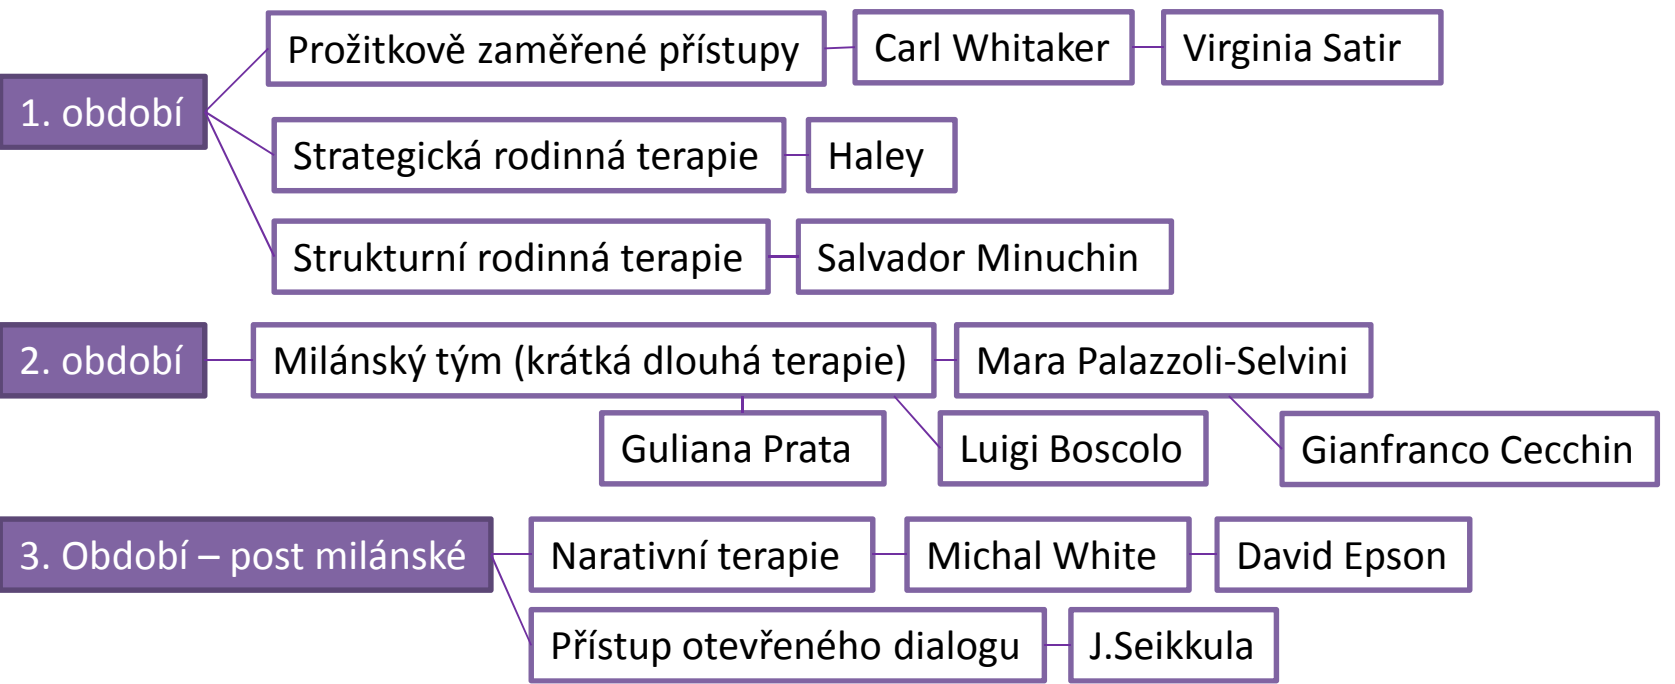 Prožitkově zaměřené přístupy
Carl Whitaker
Virginia Satir
1. období
Strategická rodinná terapie
Haley
Strukturní rodinná terapie
Salvador Minuchin
2. období
Milánský tým (krátká dlouhá terapie)
Mara Palazzoli-Selvini
Guliana Prata
Luigi Boscolo
Gianfranco Cecchin
3. Období – post milánské
Narativní terapie
Michal White
David Epson
Přístup otevřeného dialogu
J.Seikkula